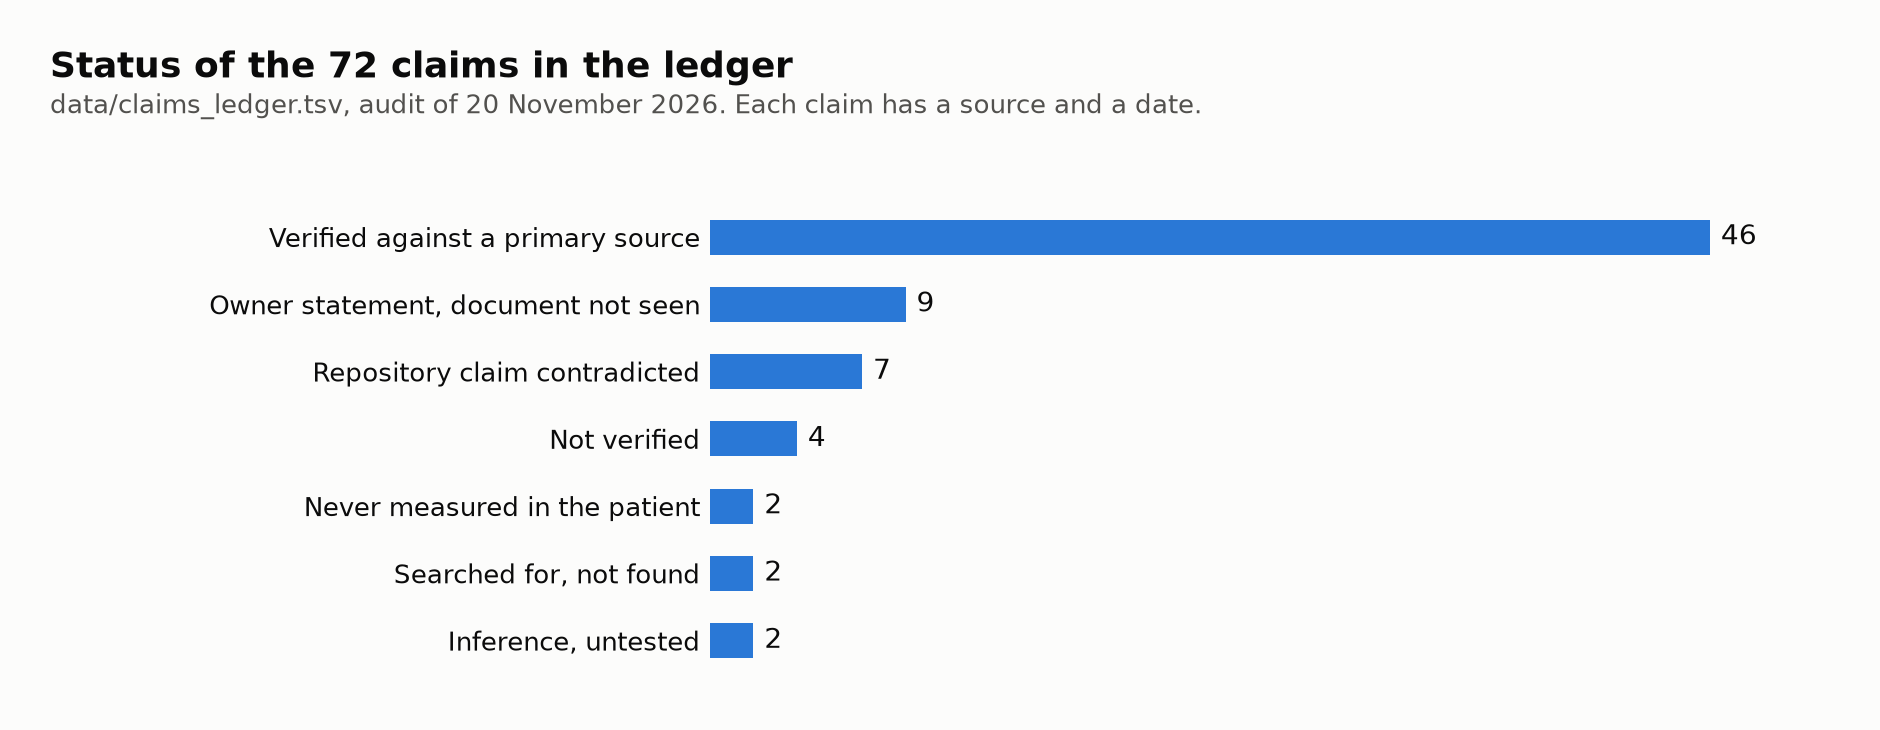 Status of the 72 claims in the ledger
data/claims_ledger.tsv, audit of 20 November 2026. Each claim has a source and a date.
Verified against a primary source 46
Owner statement, document not seen 9
Repository claim contradicted 7
Not verified 4
Never measured in the patient 2
Searched for, not found 2
Inference, untested 2